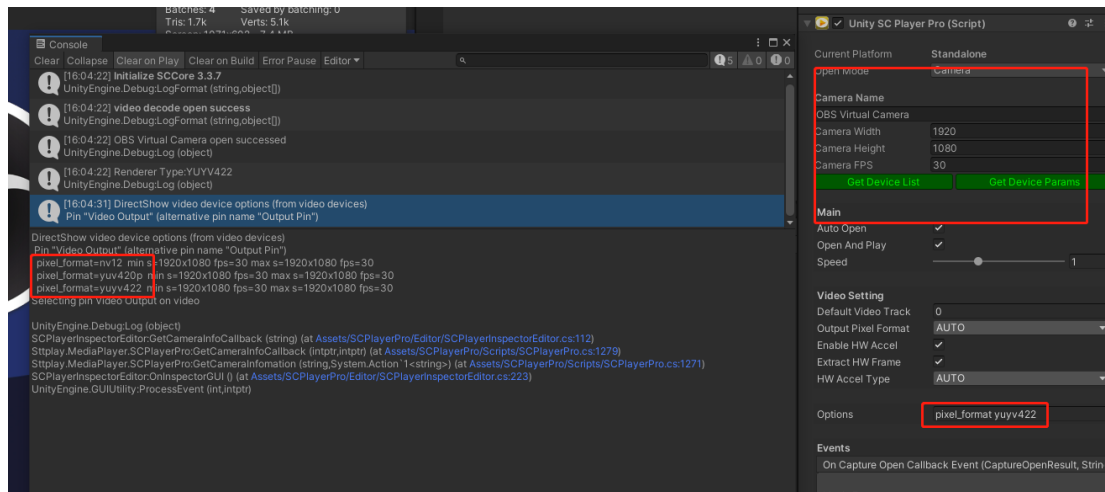 Batches: 4 Saved by batching: 0
Tris: 1.7k Verts: 5.1k
Console
Clear Collapse Clear on Play Clear on Build Error Pause Editor
5 0 0
[16:04:22] Initialize SCCore 3.3.7
UnityEngine.Debug:LogFormat (string,object[])
[16:04:22] video decode open success
UnityEngine.Debug:LogFormat (string,object[])
[16:04:22] OBS Virtual Camera open successed
UnityEngine.Debug:Log (object)
[16:04:22] Renderer Type:YUYV422
UnityEngine.Debug:Log (object)
[16:04:31] DirectShow video device options (from video devices)
Pin "Video Output" (alternative pin name "Output Pin")
DirectShow video device options (from video devices)
Pin "Video Output" (alternative pin name "Output Pin")
pixel_format=nv12 min s=1920x1080 fps=30 max s=1920x1080 fps=30
pixel_format=yuv420p min s=1920x1080 fps=30 max s=1920x1080 fps=30
pixel_format=yuyv422 min s=1920x1080 fps=30 max s=1920x1080 fps=30
Selecting pin Video Output on video
UnityEngine.Debug:Log (object)
SCPlayerInspectorEditor:GetCameraInfoCallback (string) (at Assets/SCPlayerPro/Editor/SCPlayerInspectorEditor.cs:112)
Sttplay.MediaPlayer.SCPlayerPro:GetCameraInfoCallback (intptr,intptr) (at Assets/SCPlayerPro/Scripts/SCPlayerPro.cs:1279)
Sttplay.MediaPlayer.SCPlayerPro:GetCameraInfomation (string,System.Action`1<string>) (at Assets/SCPlayerPro/Scripts/SCPlayerPro.cs:1271)
SCPlayerInspectorEditor:OnInspectorGUI () (at Assets/SCPlayerPro/Editor/SCPlayerInspectorEditor.cs:223)
UnityEngine.GUIUtility:ProcessEvent (int,intptr)
Unity SC Player Pro (Script)
Current Platform Standalone
Open Mode Camera
Camera Name
OBS Virtual Camera
Camera Width 1920
Camera Height 1080
Camera FPS 30
Get Device List Get Device Params
Main
Auto Open
Open And Play
Speed 1
Video Setting
Default Video Track 0
Output Pixel Format AUTO
Enable HW Accel
Extract HW Frame
HW Accel Type AUTO
Options pixel_format yuyv422
Events
On Capture Open Callback Event (CaptureOpenResult, Strin